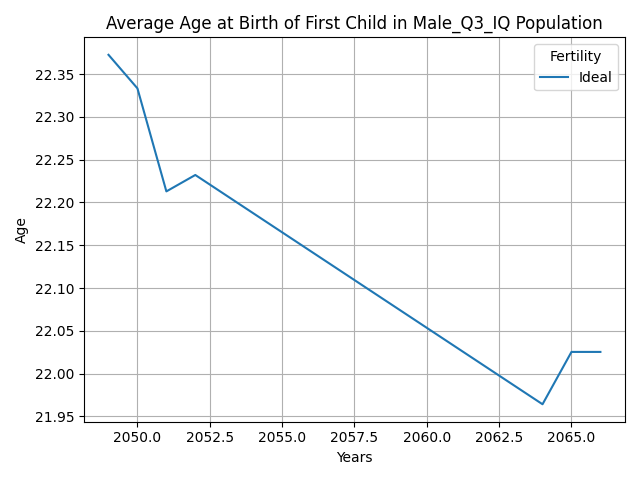 Average Age at Birth of First Child in Male_Q3_IQ Population
Fertility
Ideal
22.35
22.30
22.25
22.20
22.15
22.10
22.05
22.00
21.95
Age
2050.0 2052.5 2055.0 2057.5 2060.0 2062.5 2065.0
Years